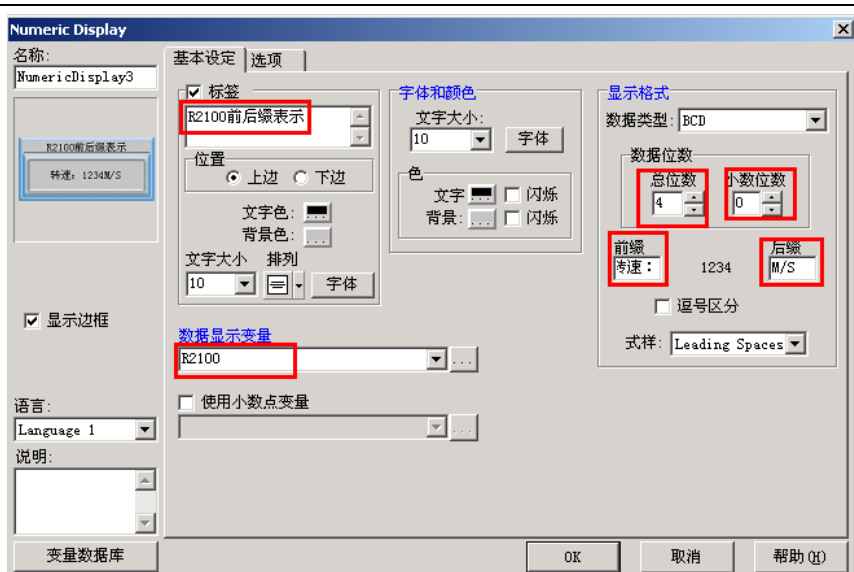 Numeric Display
名称:
NumericDisplay3
R2100前后缀表示
转速: 1234M/S
显示边框
语言:
Language 1
说明:
变量数据库
基本设定
选项
标签
R2100前后缀表示
位置
上边 下边
文字色:
背景色: ...
文字大小 排列
10 字体
数据显示变量
R2100 ...
使用小数点变量
...
字体和颜色
文字大小:
10 字体
色
文字 闪烁
背景: ... 闪烁
显示格式
数据类型: BCD
数据位数
总位数 小数位数
4 0
前缀 后缀
速: 1234 M/S
逗号区分
式样: Leading Spaces
OK 取消 帮助(H)